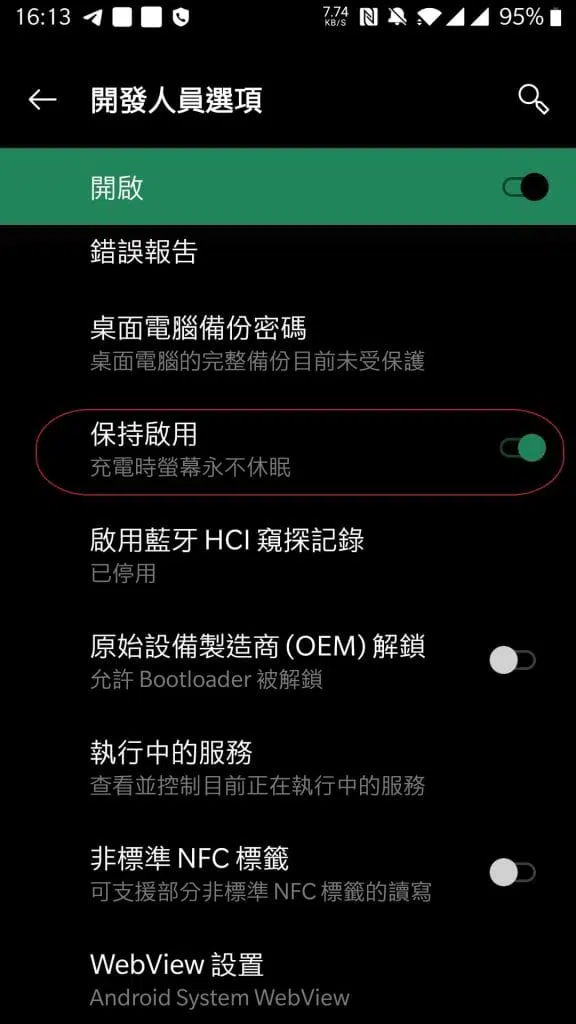 16:13
7.74
KB/S
95%
開發人員選項
開啟
錯誤報告
桌面電腦備份密碼
桌面電腦的完整備份目前未受保護
保持啟用
充電時螢幕永不休眠
啟用藍牙 HCI 窺探記錄
已停用
原始設備製造商 (OEM) 解鎖
允許 Bootloader 被解鎖
執行中的服務
查看並控制目前正在執行中的服務
非標準 NFC 標籤
可支援部分非標準 NFC 標籤的讀寫
WebView 設置
Android System WebView